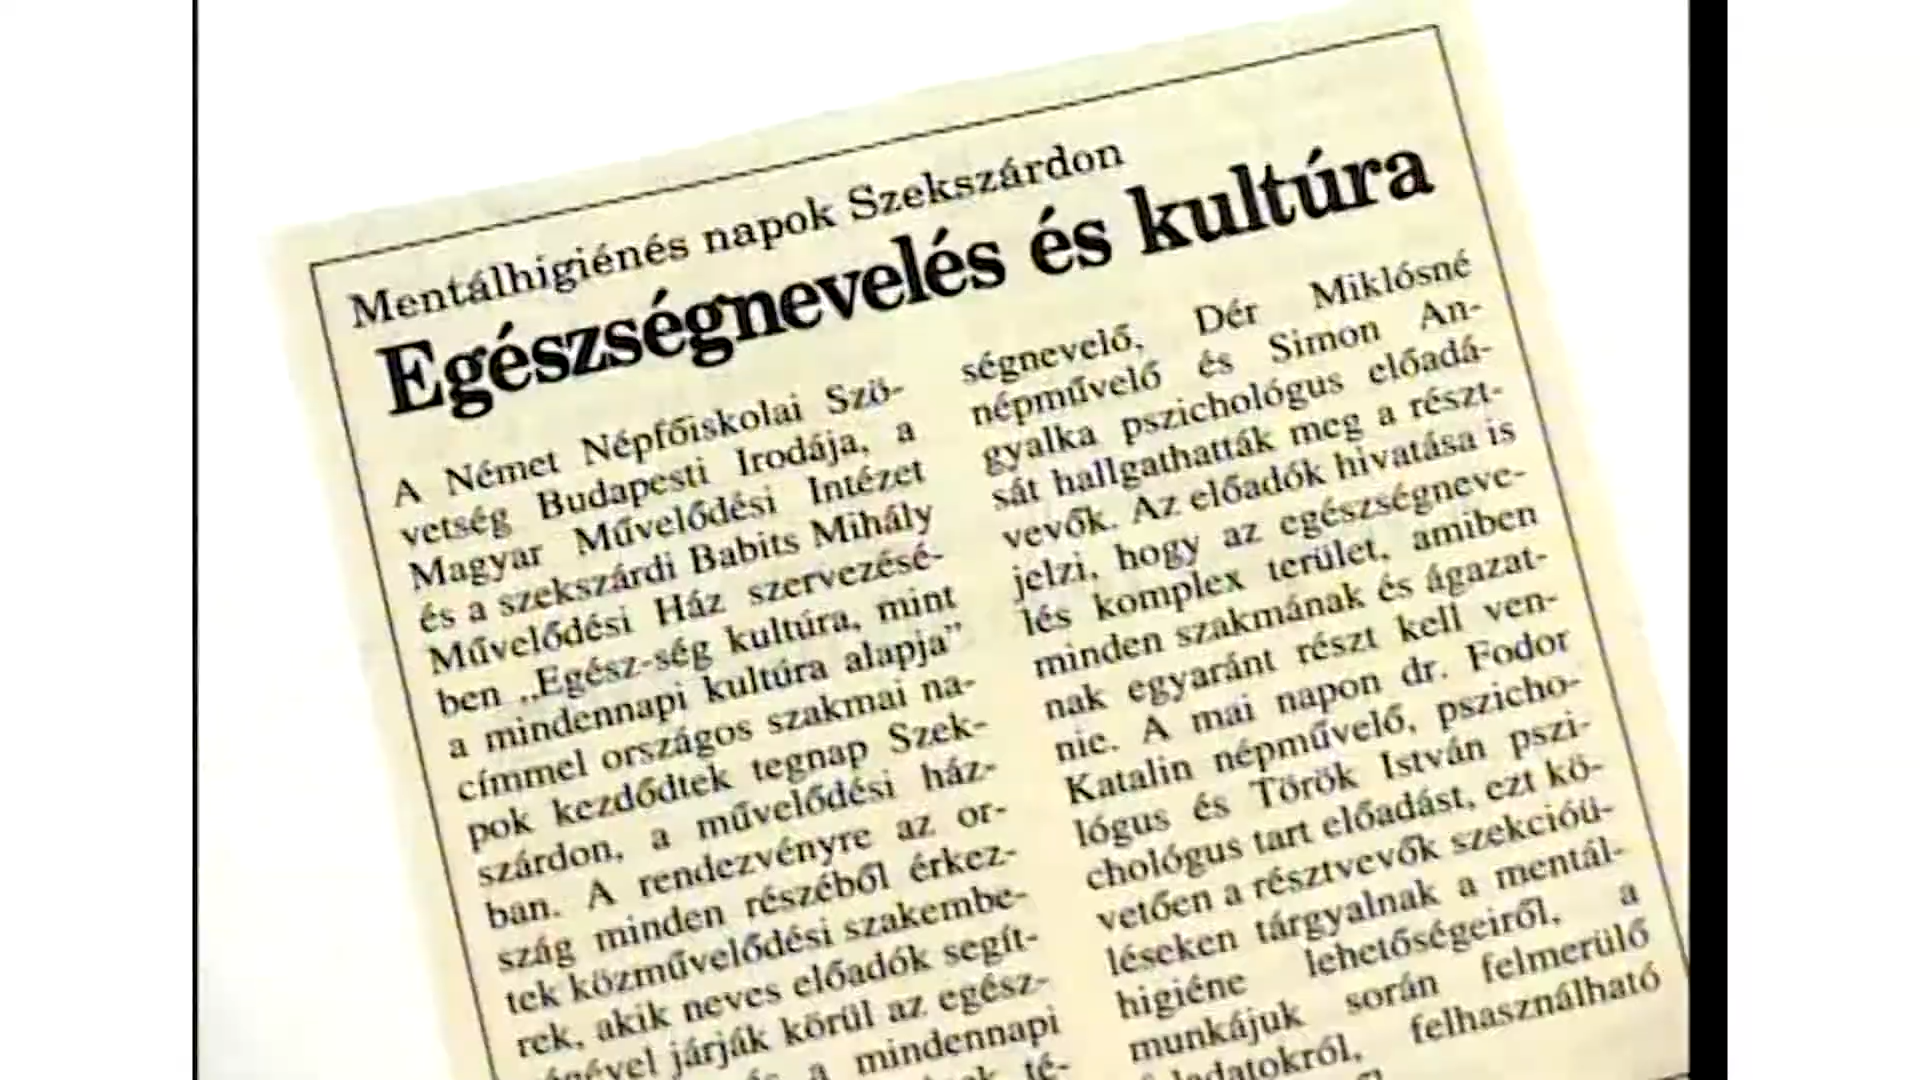 Mentálhigiénés napok Szekszárdon
Egészségnevelés és kultúra
A Német Népfőiskolai Szö-
vetség Budapesti Irodája, a
Magyar Művelődési Intézet
és a szekszárdi Babits Mihály
Művelődési Ház szervezésé-
ben „Egész-ség kultúra, mint
a mindennapi kultúra alapja”
címmel országos szakmai na-
pok kezdődtek tegnap Szek-
szárdon, a művelődési ház-
ban. A rendezvényre az or-
szág minden részéből érkez-
tek közművelődési szakembe-
rek, akik neves előadók segít-
járják körül az egész-
a mindennapi
té-
ségnevelő, Dér Miklósné
népművelő és Simon An-
gyalka pszichológus előadá-
sát hallgathatták meg a részt-
vevők. Az előadók hivatása is
jelzi, hogy az egészségneve-
lés komplex terület, amiben
minden szakmának és ágazat-
nak egyaránt részt kell ven-
nie. A mai napon dr. Fodor
Katalin népművelő, pszicho-
lógus és Török István pszi-
chológus tart előadást, ezt kö-
vetően a résztvevők szekcióü-
léseken tárgyalnak a mentál-
higiéne lehetőségeiről, a
munkájuk során felmerülő
felhasználható